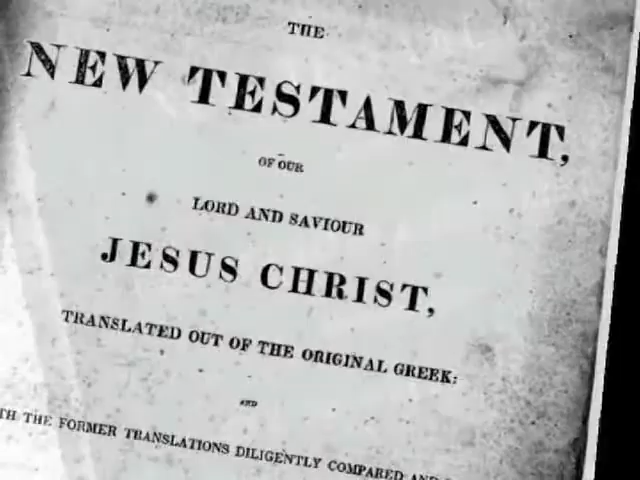 THE
NEW TESTAMENT,
OF OUR
LORD AND SAVIOUR
JESUS CHRIST,
TRANSLATED OUT OF THE ORIGINAL GREEK:
AND
THE FORMER TRANSLATIONS DILIGENTLY COMPARED AND